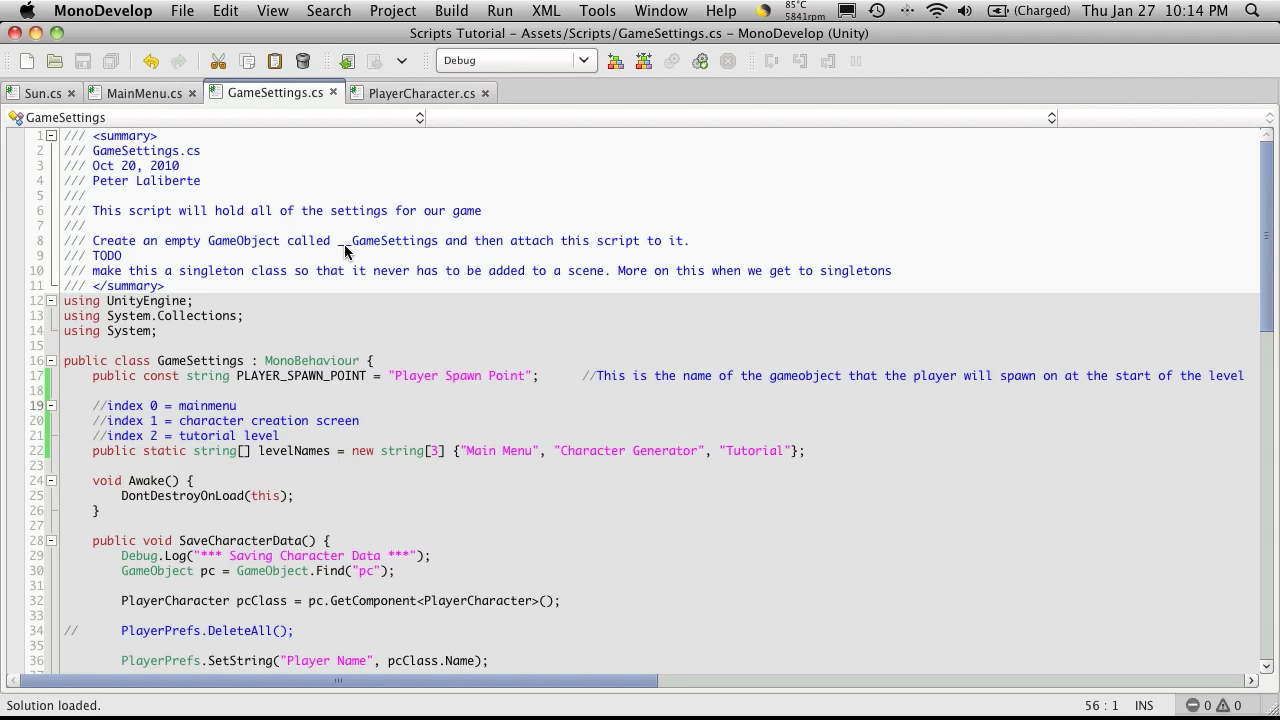 MonoDevelop File Edit View Search Project Build Run XML Tools Window Help 85°C 5841rpm (Charged) Thu Jan 27 10:14 PM
Scripts Tutorial - Assets/Scripts/GameSettings.cs - MonoDevelop (Unity)
Debug
Sun.cs MainMenu.cs GameSettings.cs PlayerCharacter.cs
GameSettings
1 /// <summary>
2 /// GameSettings.cs
3 /// Oct 20, 2010
4 /// Peter Laliberte
5 ///
6 /// This script will hold all of the settings for our game
7 ///
8 /// Create an empty GameObject called __GameSettings and then attach this script to it.
9 /// TODO
10 /// make this a singleton class so that it never has to be added to a scene. More on this when we get to singletons
11 /// </summary>
12 using UnityEngine;
13 using System.Collections;
14 using System;
15
16 public class GameSettings : MonoBehaviour {
17 public const string PLAYER_SPAWN_POINT = "Player Spawn Point"; //This is the name of the gameobject that the player will spawn on at the start of the level
18
19 //index 0 = mainmenu
20 //index 1 = character creation screen
21 //index 2 = tutorial level
22 public static string[] levelNames = new string[3] {"Main Menu", "Character Generator", "Tutorial"};
23
24 void Awake() {
25 DontDestroyOnLoad(this);
26 }
27
28 public void SaveCharacterData() {
29 Debug.Log("*** Saving Character Data ***");
30 GameObject pc = GameObject.Find("pc");
31
32 PlayerCharacter pcClass = pc.GetComponent<PlayerCharacter>();
33
34 // PlayerPrefs.DeleteAll();
35
36 PlayerPrefs.SetString("Player Name", pcClass.Name);
Solution loaded. 56 : 1 INS 0 0